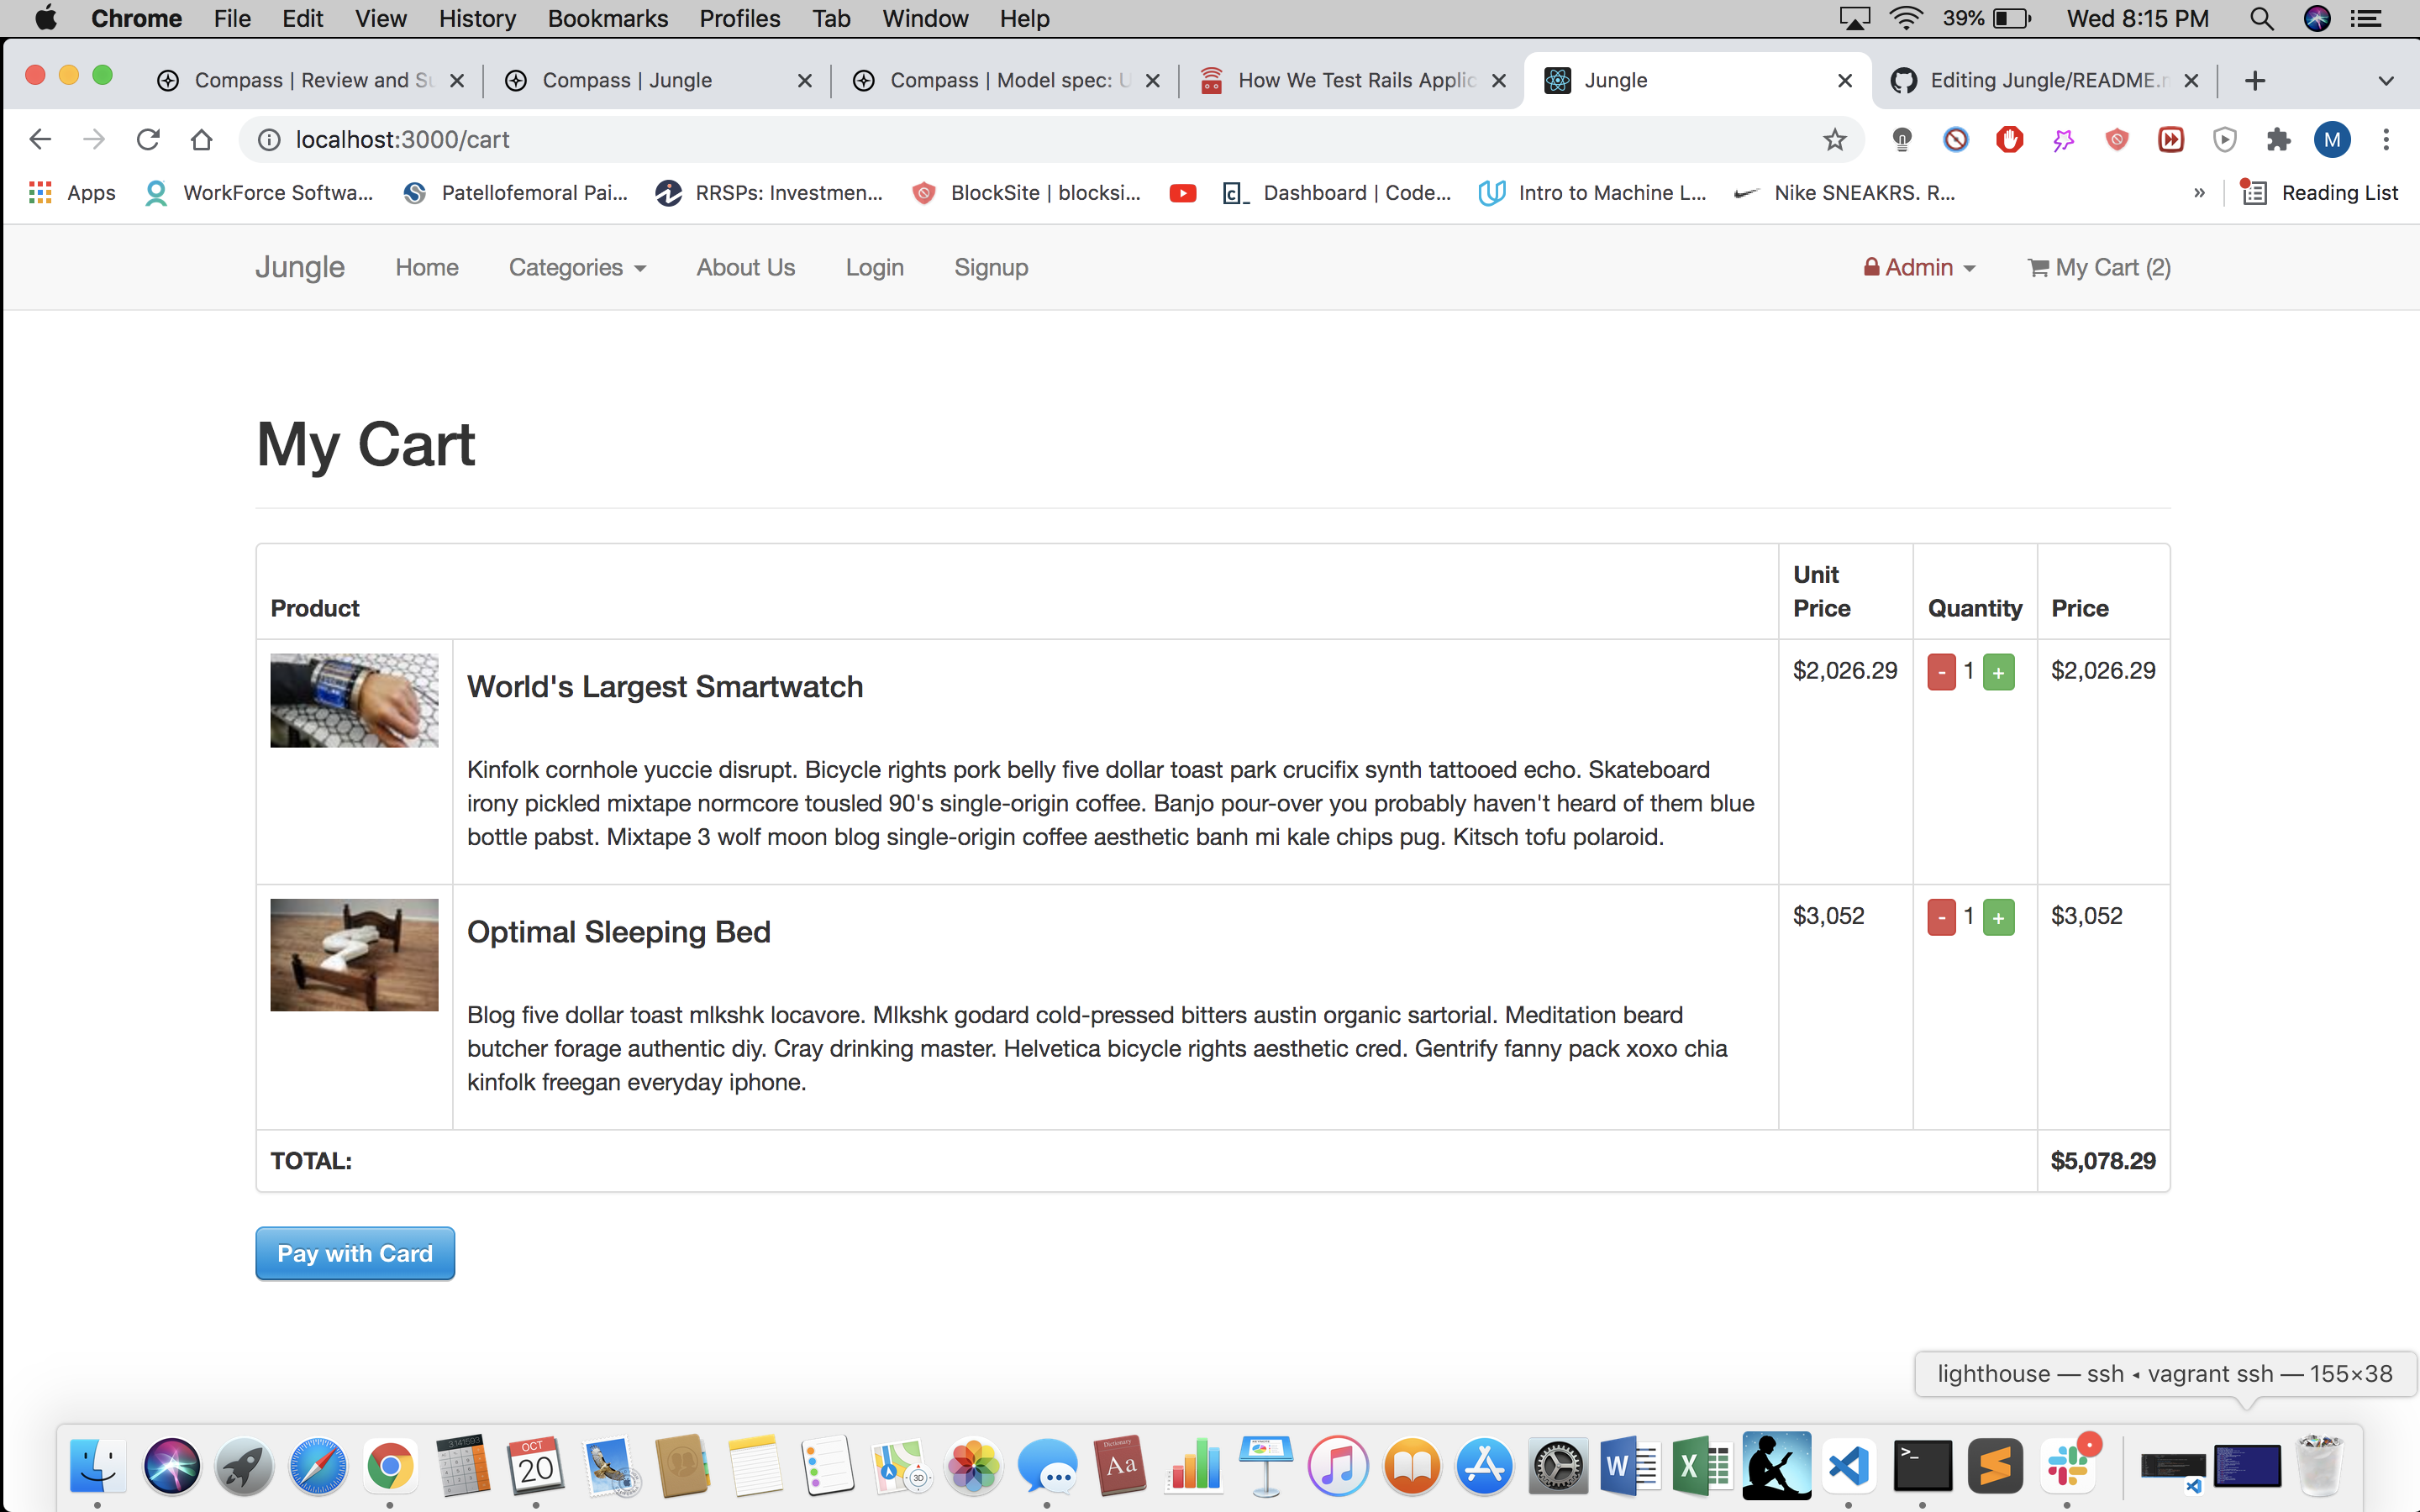 Chrome File Edit View History Bookmarks Profiles Tab Window Help 39% Wed 8:15 PM
Compass | Review and Su Compass | Jungle Compass | Model spec: U How We Test Rails Applic Jungle Editing Jungle/README.m
localhost:3000/cart M
Apps WorkForce Softwa... Patellofemoral Pai... RRSPs: Investmen... BlockSite | blocksi... Dashboard | Code... Intro to Machine L... Nike SNEAKRS. R... » Reading List
Jungle Home Categories About Us Login Signup Admin My Cart (2)
My Cart
Product Unit Price Quantity Price
World's Largest Smartwatch $2,026.29 - 1 + $2,026.29
Kinfolk cornhole yuccie disrupt. Bicycle rights pork belly five dollar toast park crucifix synth tattooed echo. Skateboard
irony pickled mixtape normcore tousled 90's single-origin coffee. Banjo pour-over you probably haven't heard of them blue
bottle pabst. Mixtape 3 wolf moon blog single-origin coffee aesthetic banh mi kale chips pug. Kitsch tofu polaroid.
Optimal Sleeping Bed $3,052 - 1 + $3,052
Blog five dollar toast mlkshk locavore. Mlkshk godard cold-pressed bitters austin organic sartorial. Meditation beard
butcher forage authentic diy. Cray drinking master. Helvetica bicycle rights aesthetic cred. Gentrify fanny pack xoxo chia
kinfolk freegan everyday iphone.
TOTAL: $5,078.29
Pay with Card
lighthouse — ssh ◂ vagrant ssh — 155×38
OCT
20
3D
Dictionary
Aa
W
X
>_